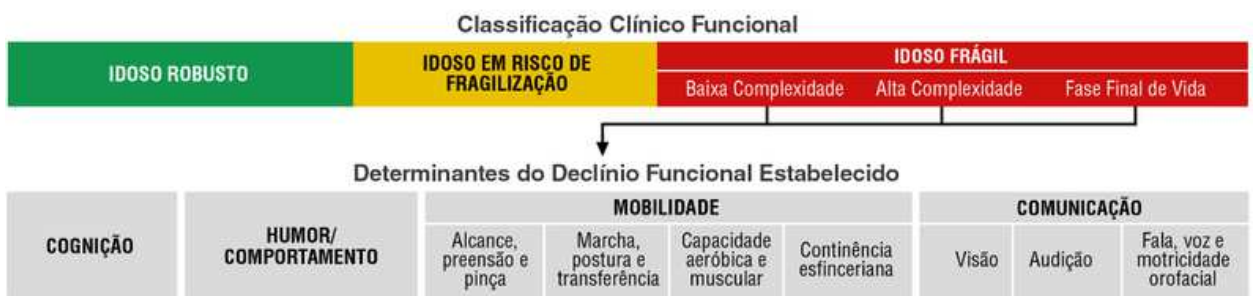 Classificação Clínico Funcional
IDOSO ROBUSTO
IDOSO EM RISCO DE
FRAGILIZAÇÃO
IDOSO FRÁGIL
Baixa Complexidade
Alta Complexidade
Fase Final de Vida
Determinantes do Declínio Funcional Estabelecido
COGNIÇÃO
HUMOR/
COMPORTAMENTO
MOBILIDADE
Alcance,
preensão e
pinça
Marcha,
postura e
transferência
Capacidade
aeróbica e
muscular
Continência
esfinceriana
COMUNICAÇÃO
Visão
Audição
Fala, voz e
motricidade
orofacial